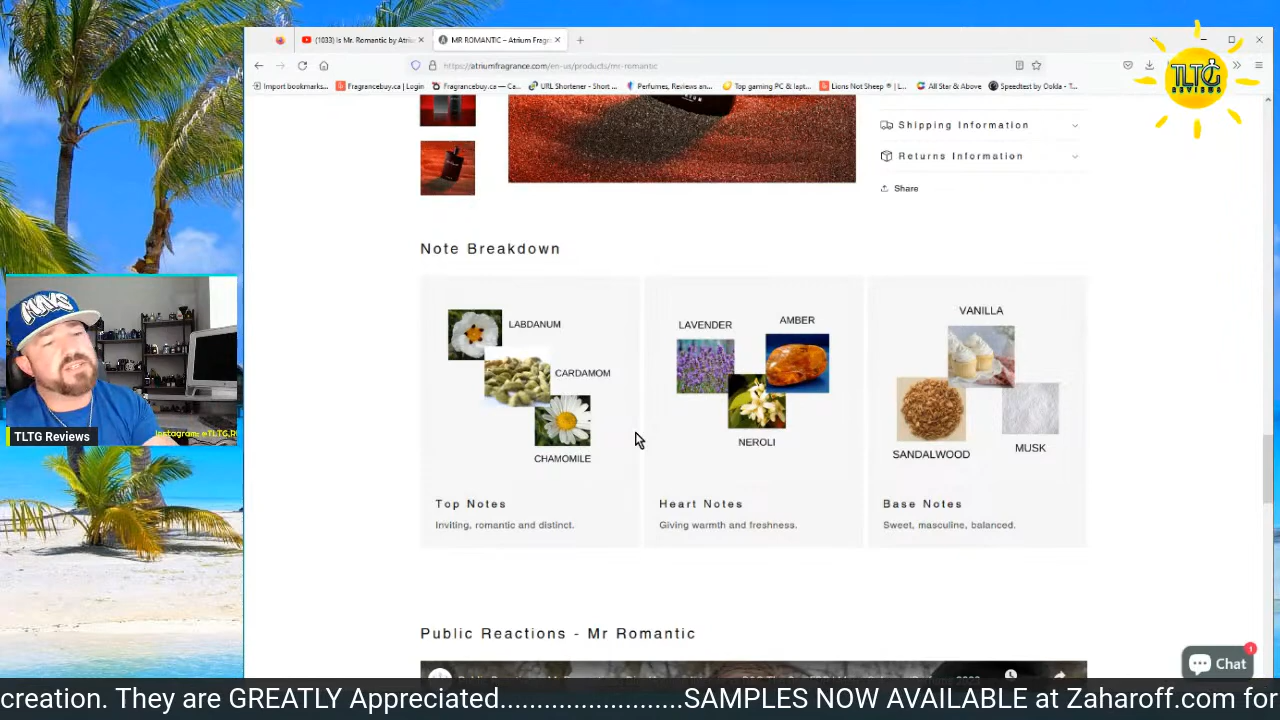 (1033) Is Mr. Romantic by Atri
MR ROMANTIC – Atrium Fragr
https://atriumfragrance.com/en-us/products/mr-romantic
Import bookmarks...
Fragrancebuy.ca | Login
Fragrancebuy.ca — Ca...
URL Shortener - Short ...
Perfumes, Reviews an...
Top gaming PC & lapt...
Lions Not Sheep ® | L...
All Star & Above
Speedtest by Ookla - T...
TLTG
REVIEWS
Shipping Information
Returns Information
Share
Note Breakdown
LABDANUM
CARDAMOM
CHAMOMILE
Top Notes
Inviting, romantic and distinct.
LAVENDER
AMBER
NEROLI
Heart Notes
Giving warmth and freshness.
VANILLA
SANDALWOOD
MUSK
Base Notes
Sweet, masculine, balanced.
TLTG Reviews
Instagram- @TLTG.R
Public Reactions - Mr Romantic
Chat
1
creation. They are GREATLY Appreciated.......................SAMPLES NOW AVAILABLE at Zaharoff.com for